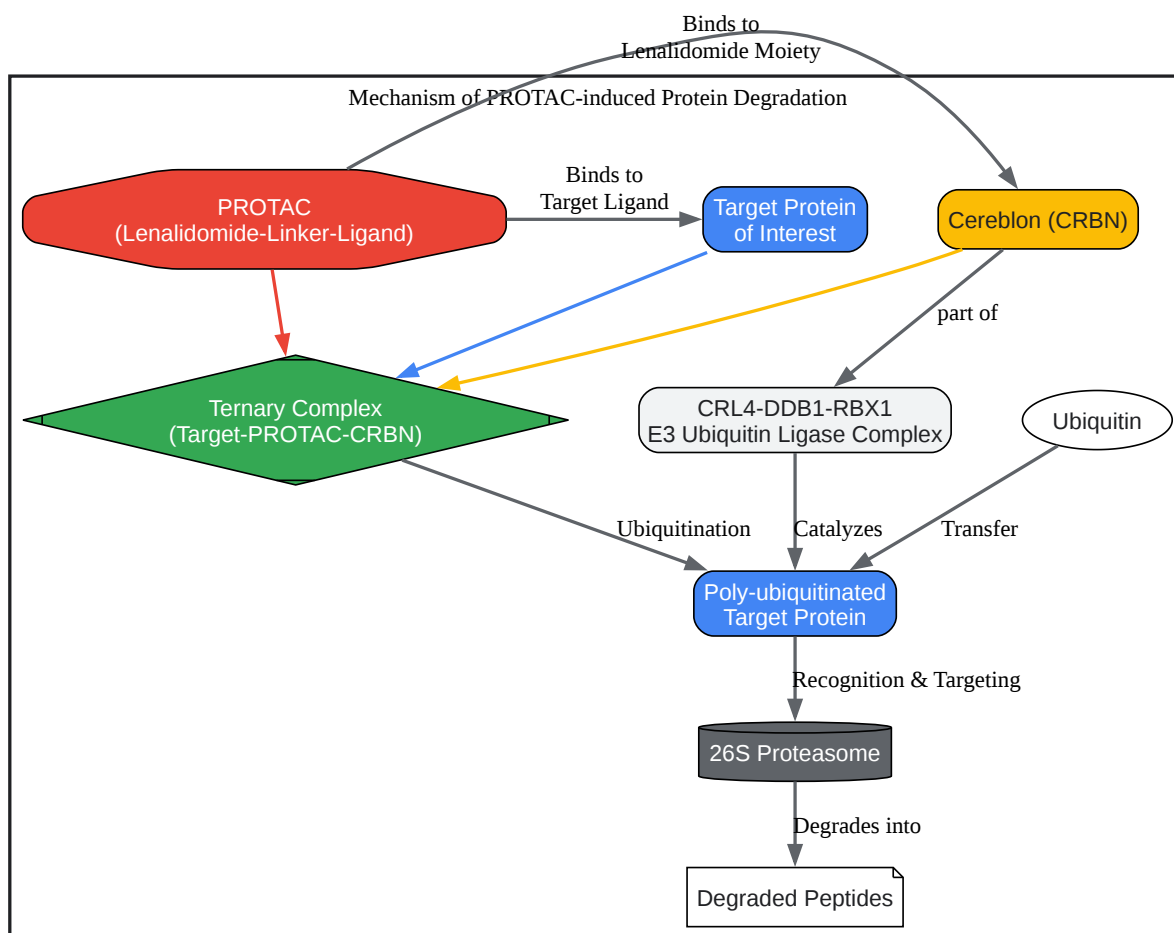 Binds to
Lenalidomide Moiety
Mechanism of PROTAC-induced Protein Degradation
PROTAC
(Lenalidomide-Linker-Ligand)
Binds to
Target Ligand
Target Protein
of Interest
Cereblon (CRBN)
part of
Ternary Complex
(Target-PROTAC-CRBN)
CRL4-DDB1-RBX1
E3 Ubiquitin Ligase Complex
Ubiquitin
Ubiquitination
Catalyzes
Transfer
Poly-ubiquitinated
Target Protein
Recognition & Targeting
26S Proteasome
Degrades into
Degraded Peptides